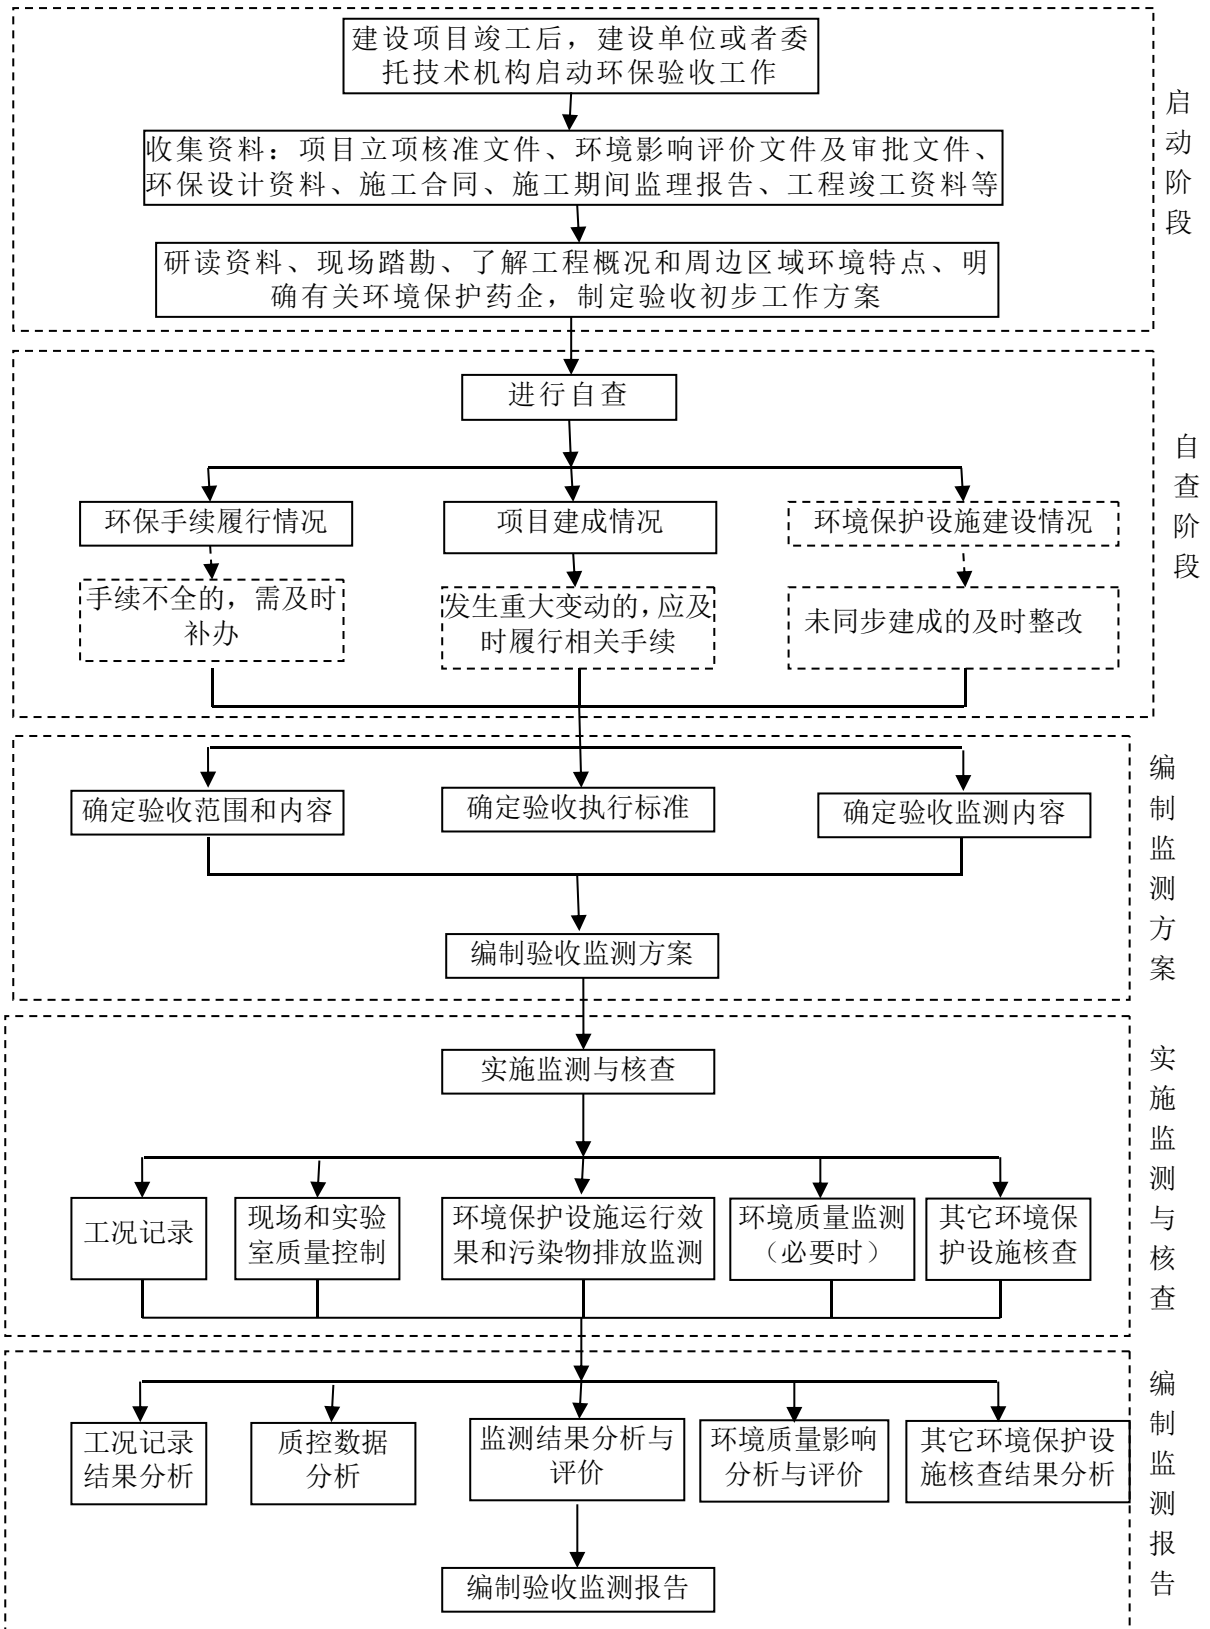 建设项目竣工后，建设单位或者委
托技术机构启动环保验收工作
收集资料：项目立项核准文件、环境影响评价文件及审批文件、
环保设计资料、施工合同、施工期间监理报告、工程竣工资料等
研读资料、现场踏勘、了解工程概况和周边区域环境特点、明
确有关环境保护药企，制定验收初步工作方案
启动阶段
进行自查
环保手续履行情况
项目建成情况
环境保护设施建设情况
手续不全的，需及时
补办
发生重大变动的，应及
时履行相关手续
未同步建成的及时整改
自查阶段
确定验收范围和内容
确定验收执行标准
确定验收监测内容
编制验收监测方案
编制监测方案
实施监测与核查
工况记录
现场和实验
室质量控制
环境保护设施运行效
果和污染物排放监测
环境质量监测
（必要时）
其它环境保
护设施核查
实施监测与核查
工况记录
结果分析
质控数据
分析
监测结果分析与
评价
环境质量影响
分析与评价
其它环境保护设
施核查结果分析
编制验收监测报告
编制监测报告